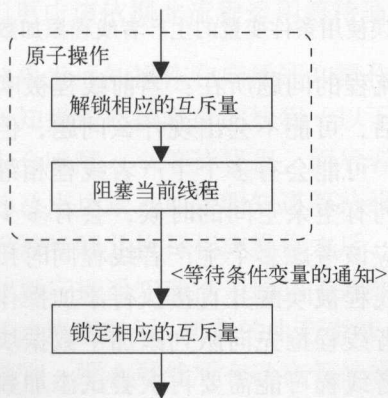 原子操作
解锁相应的互斥量
阻塞当前线程
<等待条件变量的通知>
锁定相应的互斥量